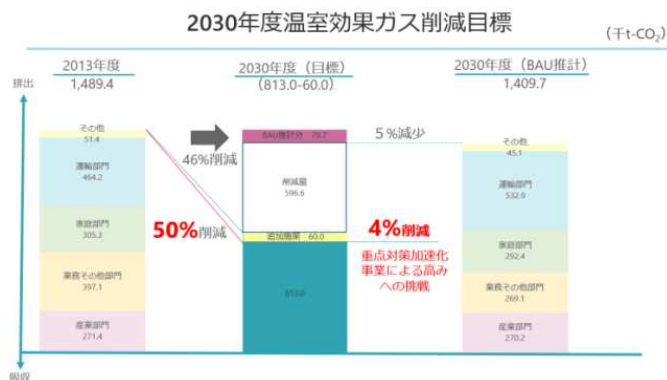 2030年度温室効果ガス削減目標
(千t-CO₂)
2013年度
1,489.4
2030年度(目標)
(813.0-60.0)
2030年度(BAU推計)
1,409.7
排出
その他
51.4
運輸部門
464.2
家庭部門
305.3
業務その他部門
397.1
産業部門
271.4
46%削減
50%削減
BAU推計分 79.7
削減量
596.6
追加施策 60.0
813.0
5%減少
4%削減
重点対策加速化
事業による高み
への挑戦
その他
45.1
運輸部門
532.9
家庭部門
292.4
業務その他部門
269.1
産業部門
270.2
吸収